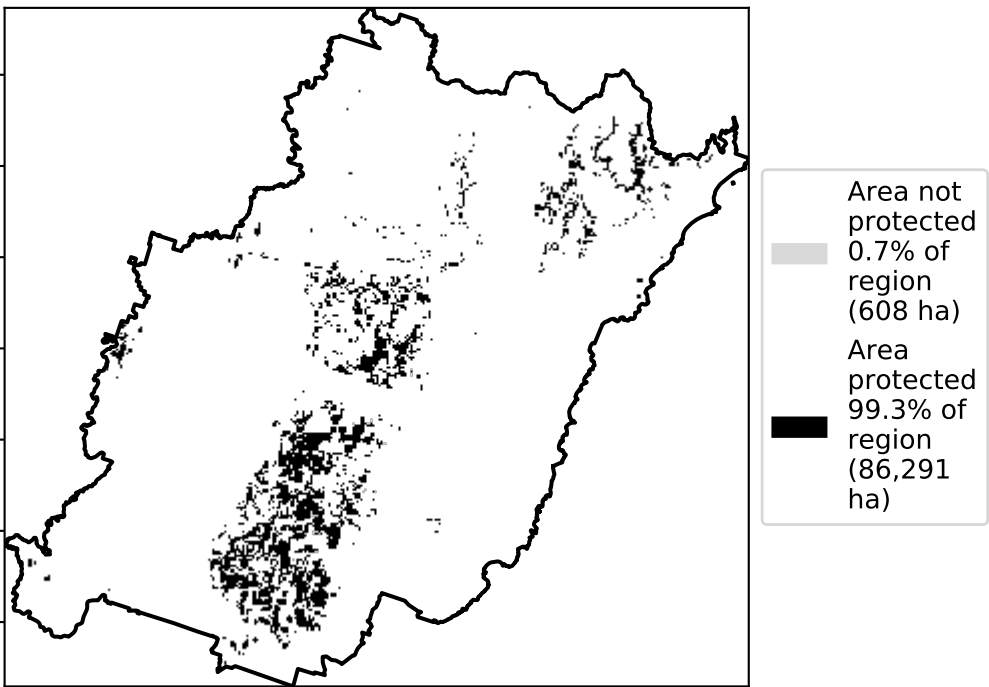 Area not
protected
0.7% of
region
(608 ha)
Area
protected
99.3% of
region
(86,291
ha)